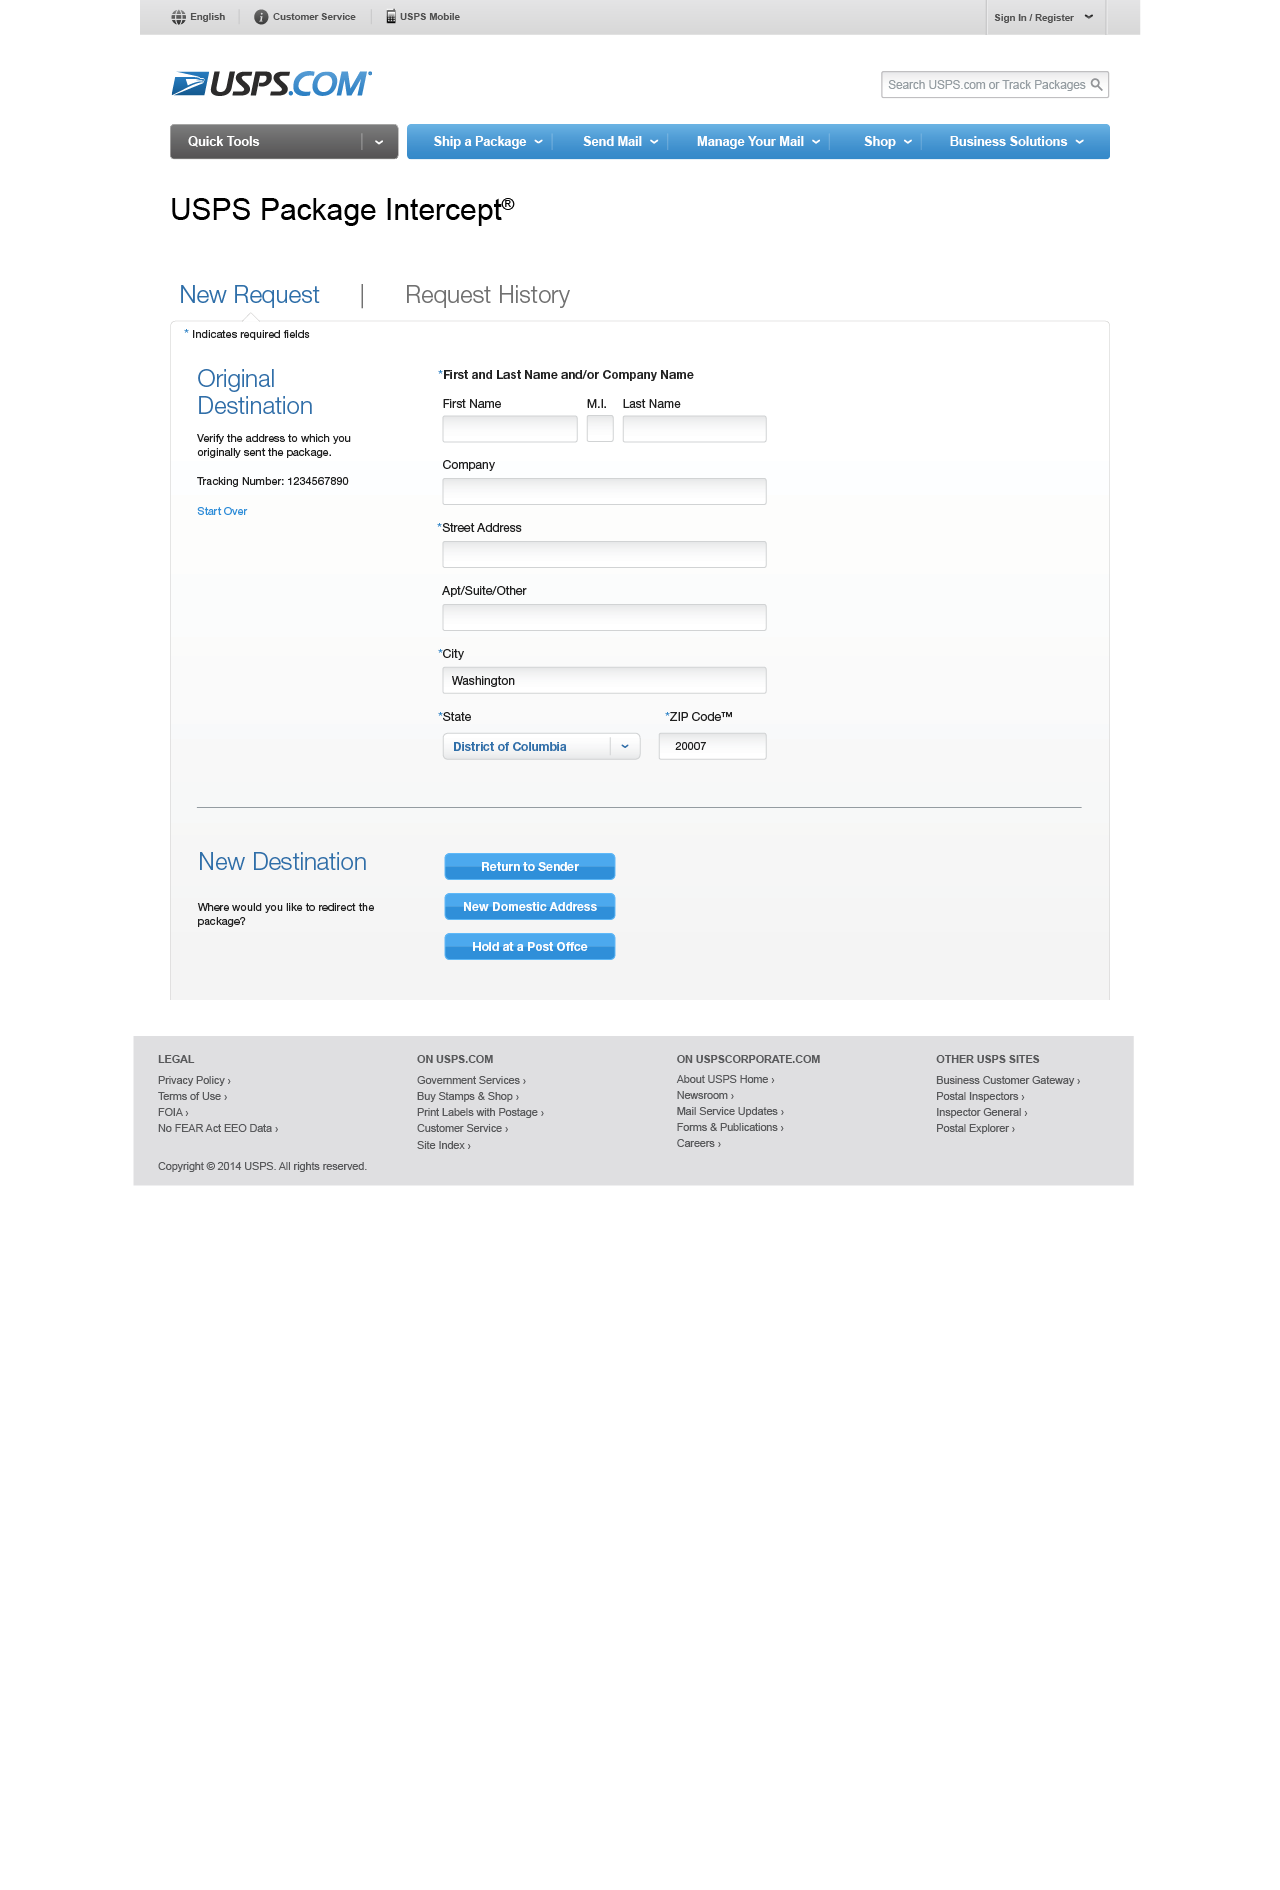 English
Customer Service
USPS Mobile
Sign In / Register
USPS.COM
Search USPS.com or Track Packages
Quick Tools
Ship a Package
Send Mail
Manage Your Mail
Shop
Business Solutions
USPS Package Intercept®
New Request | Request History
* Indicates required fields
Original
Destination
Verify the address to which you
originally sent the package.
Tracking Number: 1234567890
Start Over
*First and Last Name and/or Company Name
First Name
M.I.
Last Name
Company
*Street Address
Apt/Suite/Other
*City
Washington
*State
*ZIP Code™
District of Columbia
20007
New Destination
Where would you like to redirect the
package?
Return to Sender
New Domestic Address
Hold at a Post Offce
LEGAL
Privacy Policy ›
Terms of Use ›
FOIA ›
No FEAR Act EEO Data ›
ON USPS.COM
Government Services ›
Buy Stamps & Shop ›
Print Labels with Postage ›
Customer Service ›
Site Index ›
ON USPSCORPORATE.COM
About USPS Home ›
Newsroom ›
Mail Service Updates ›
Forms & Publications ›
Careers ›
OTHER USPS SITES
Business Customer Gateway ›
Postal Inspectors ›
Inspector General ›
Postal Explorer ›
Copyright © 2014 USPS. All rights reserved.